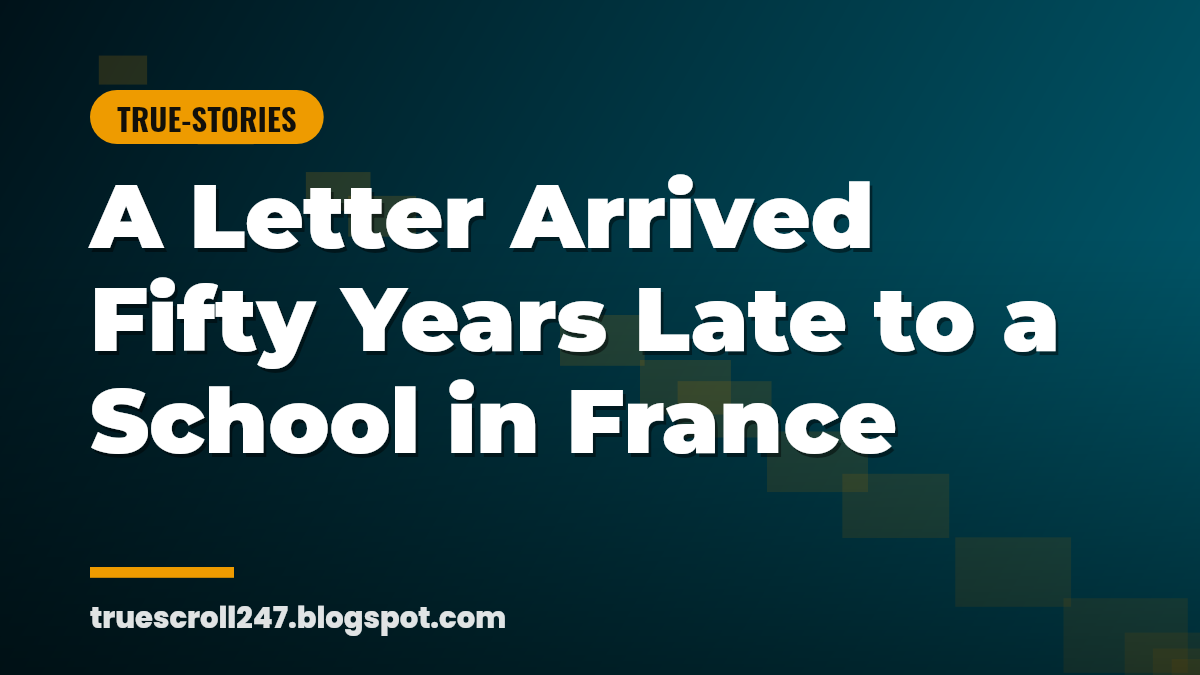 TRUE-STORIES
A Letter Arrived
Fifty Years Late to a
School in France
truescroll247.blogspot.com